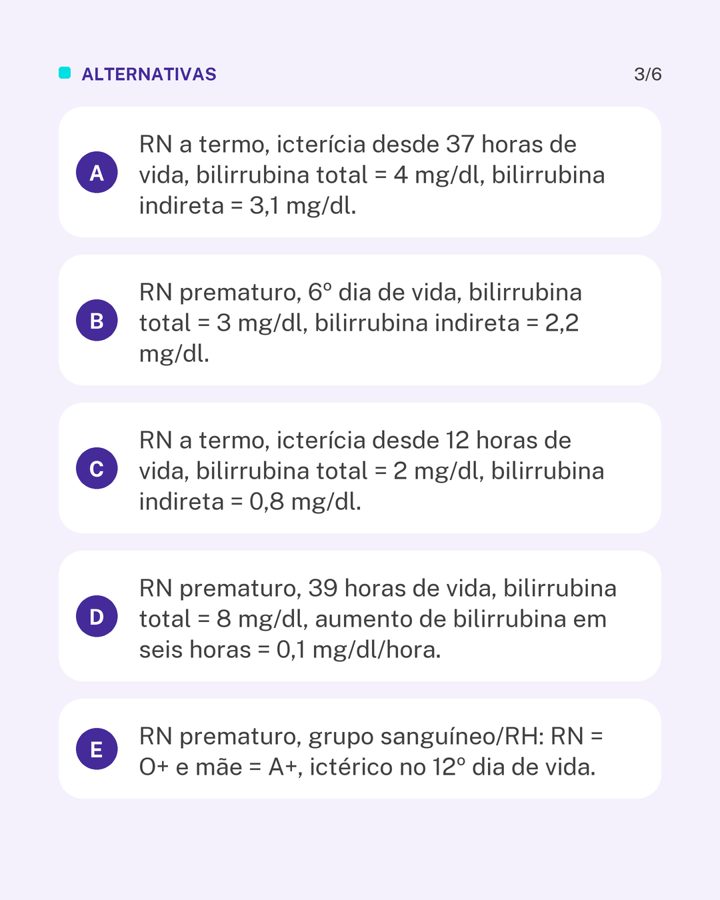 ALTERNATIVAS
3/6
A
RN a termo, icterícia desde 37 horas de
vida, bilirrubina total = 4 mg/dl, bilirrubina
indireta = 3,1 mg/dl.
B
RN prematuro, 6º dia de vida, bilirrubina
total = 3 mg/dl, bilirrubina indireta = 2,2
mg/dl.
C
RN a termo, icterícia desde 12 horas de
vida, bilirrubina total = 2 mg/dl, bilirrubina
indireta = 0,8 mg/dl.
D
RN prematuro, 39 horas de vida, bilirrubina
total = 8 mg/dl, aumento de bilirrubina em
seis horas = 0,1 mg/dl/hora.
E
RN prematuro, grupo sanguíneo/RH: RN =
O+ e mãe = A+, ictérico no 12º dia de vida.